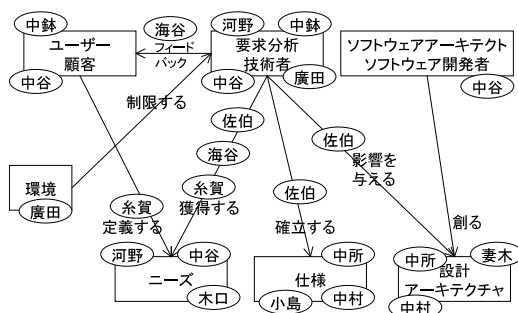 中鉢
海谷
河野
中鉢
ユーザー
顧客
フィード
バック
要求分析
技術者
ソフトウェアアーキテクト
ソフトウェア開発者
中谷
中谷
廣田
中谷
制限する
佐伯
佐伯
海谷
影響を
与える
環境
廣田
糸賀
定義する
糸賀
獲得する
佐伯
確立する
創る
河野
中谷
ニーズ
木口
中所
仕様
小島
中村
中所
妻木
設計
アーキテクチャ
中村